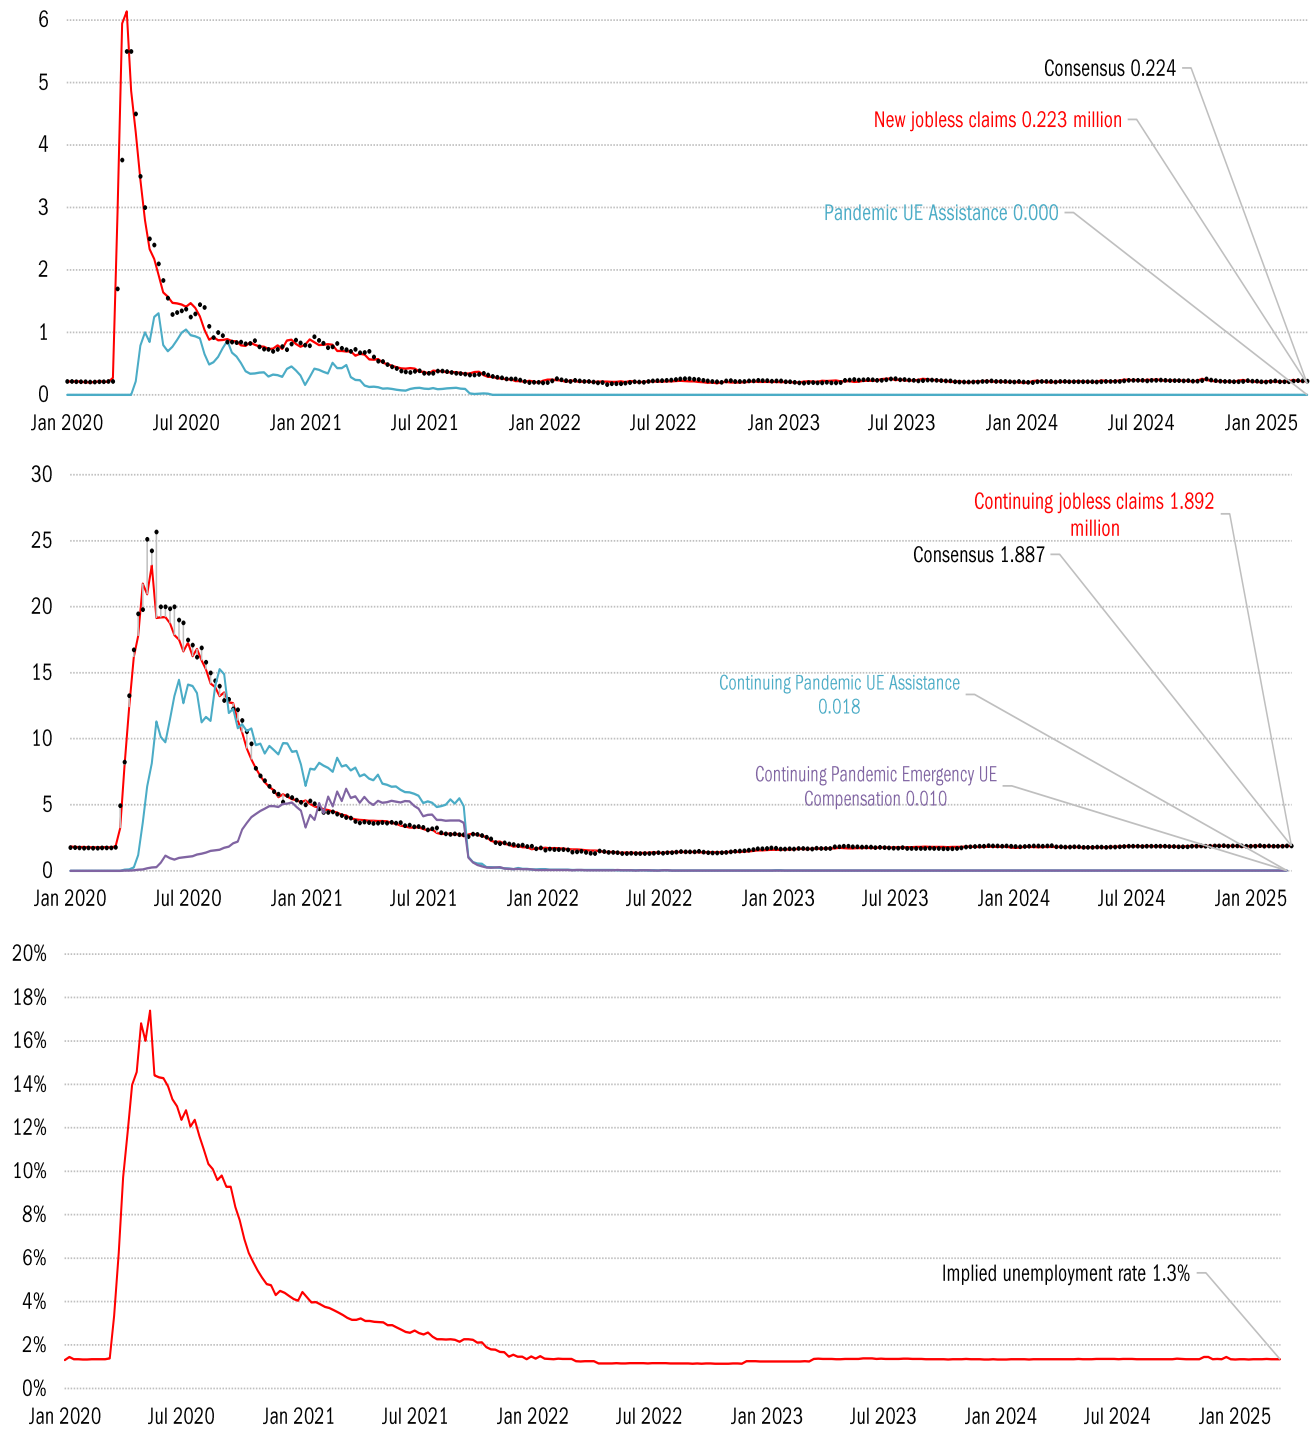 6
5
4
3
2
1
0
Consensus 0.224
New jobless claims 0.223 million
Pandemic UE Assistance 0.000
Jan 2020 Jul 2020 Jan 2021 Jul 2021 Jan 2022 Jul 2022 Jan 2023 Jul 2023 Jan 2024 Jul 2024 Jan 2025
30
25
20
15
10
5
0
Continuing jobless claims 1.892
million
Consensus 1.887
Continuing Pandemic UE Assistance
0.018
Continuing Pandemic Emergency UE
Compensation 0.010
Jan 2020 Jul 2020 Jan 2021 Jul 2021 Jan 2022 Jul 2022 Jan 2023 Jul 2023 Jan 2024 Jul 2024 Jan 2025
20%
18%
16%
14%
12%
10%
8%
6%
4%
2%
0%
Implied unemployment rate 1.3%
Jan 2020 Jul 2020 Jan 2021 Jul 2021 Jan 2022 Jul 2022 Jan 2023 Jul 2023 Jan 2024 Jul 2024 Jan 2025